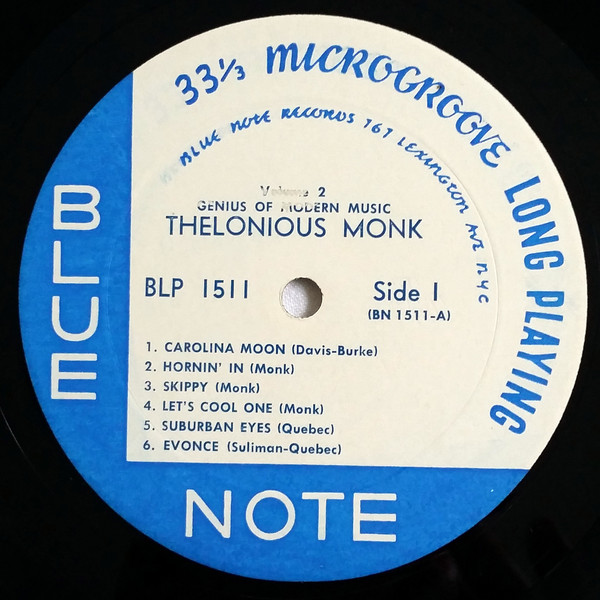 33⅓ MICROGROOVE LONG PLAYING
BLUE NOTE RECORDS 767 LEXINGTON AVE NYC
Volume 2
GENIUS OF MODERN MUSIC
THELONIOUS MONK
BLP 1511
Side 1
(BN 1511-A)
1. CAROLINA MOON (Davis-Burke)
2. HORNIN' IN (Monk)
3. SKIPPY (Monk)
4. LET'S COOL ONE (Monk)
5. SUBURBAN EYES (Quebec)
6. EVONCE (Suliman-Quebec)
BLUE
NOTE